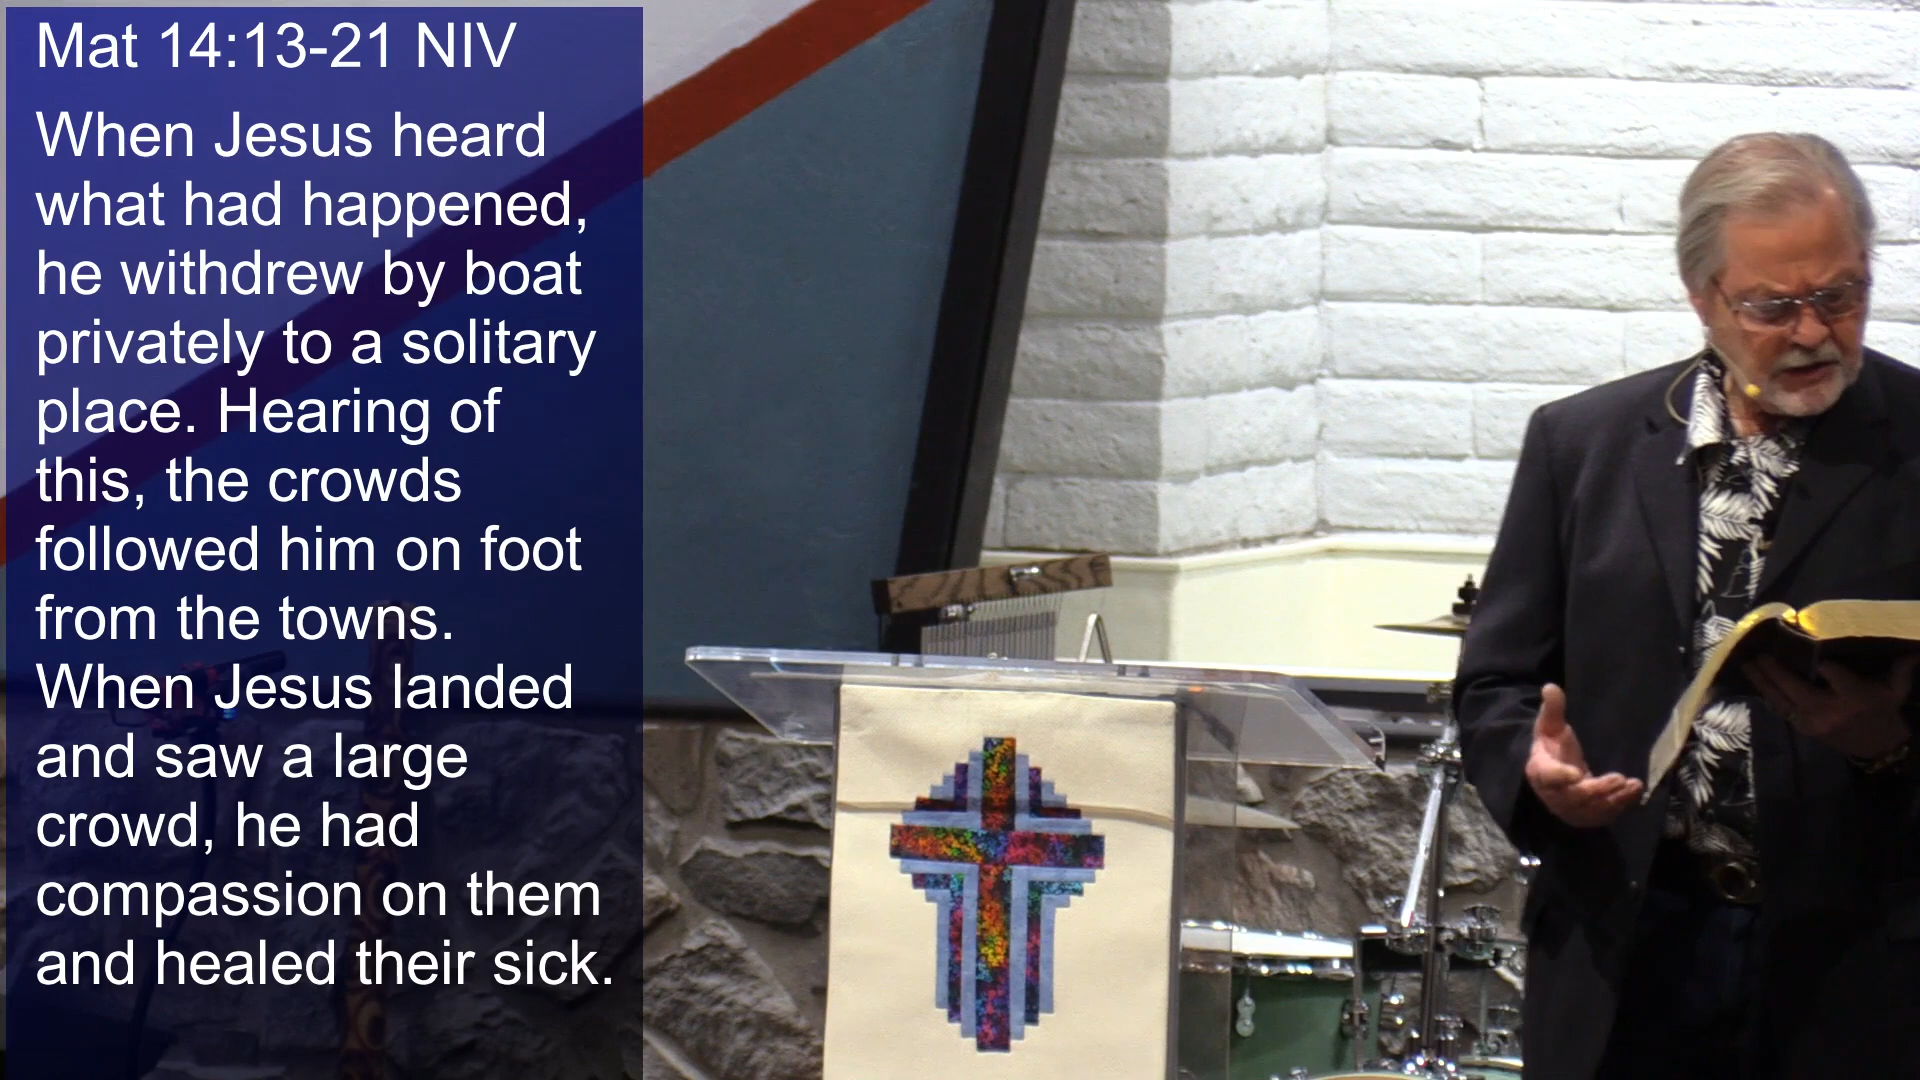 Mat 14:13-21 NIV
When Jesus heard
what had happened,
he withdrew by boat
privately to a solitary
place. Hearing of
this, the crowds
followed him on foot
from the towns.
When Jesus landed
and saw a large
crowd, he had
compassion on them
and healed their sick.